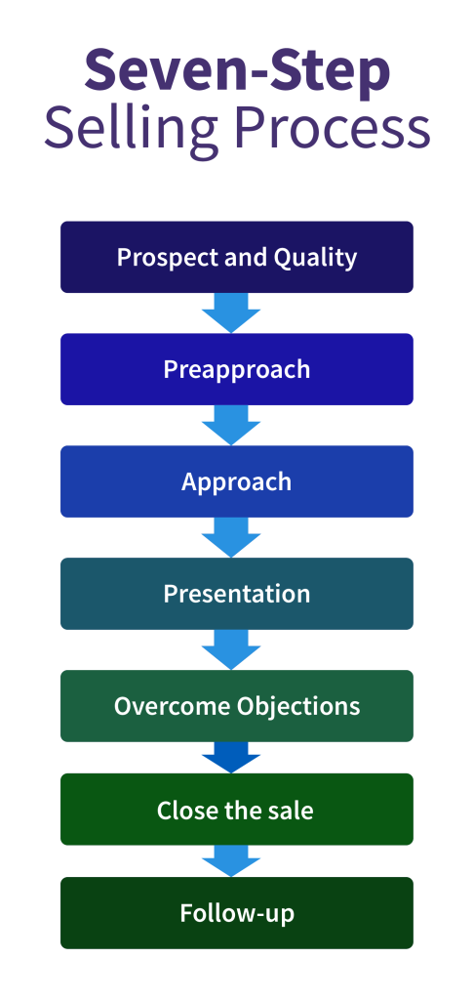 Seven-Step
Selling Process
Prospect and Quality
Preapproach
Approach
Presentation
Overcome Objections
Close the sale
Follow-up